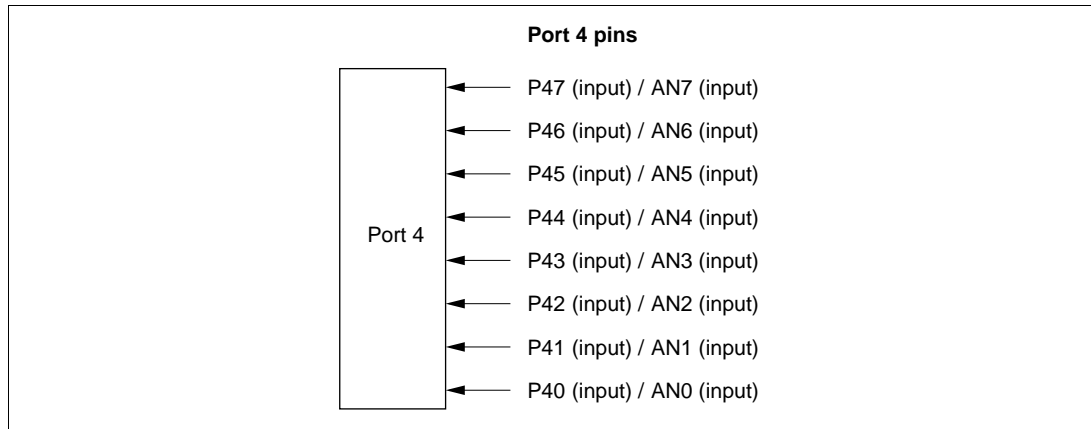 Port 4 pins
P47 (input) / AN7 (input)
P46 (input) / AN6 (input)
P45 (input) / AN5 (input)
P44 (input) / AN4 (input)
Port 4
P43 (input) / AN3 (input)
P42 (input) / AN2 (input)
P41 (input) / AN1 (input)
P40 (input) / AN0 (input)